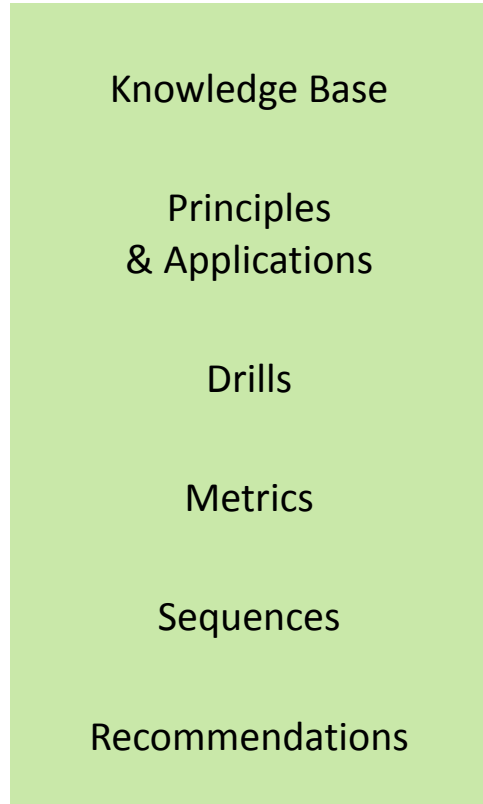 Knowledge Base
Principles
& Applications
Drills
Metrics
Sequences
Recommendations